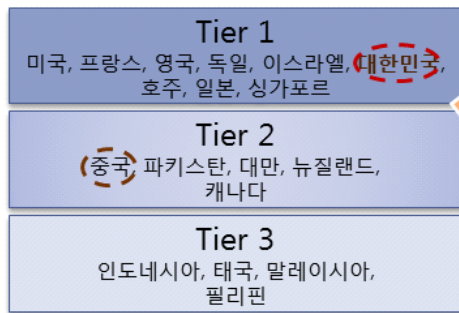 Tier 1
미국, 프랑스, 영국, 독일, 이스라엘, 대한민국,
호주, 일본, 싱가포르
Tier 2
중국, 파키스탄, 대만, 뉴질랜드,
캐나다
Tier 3
인도네시아, 태국, 말레이시아,
필리핀